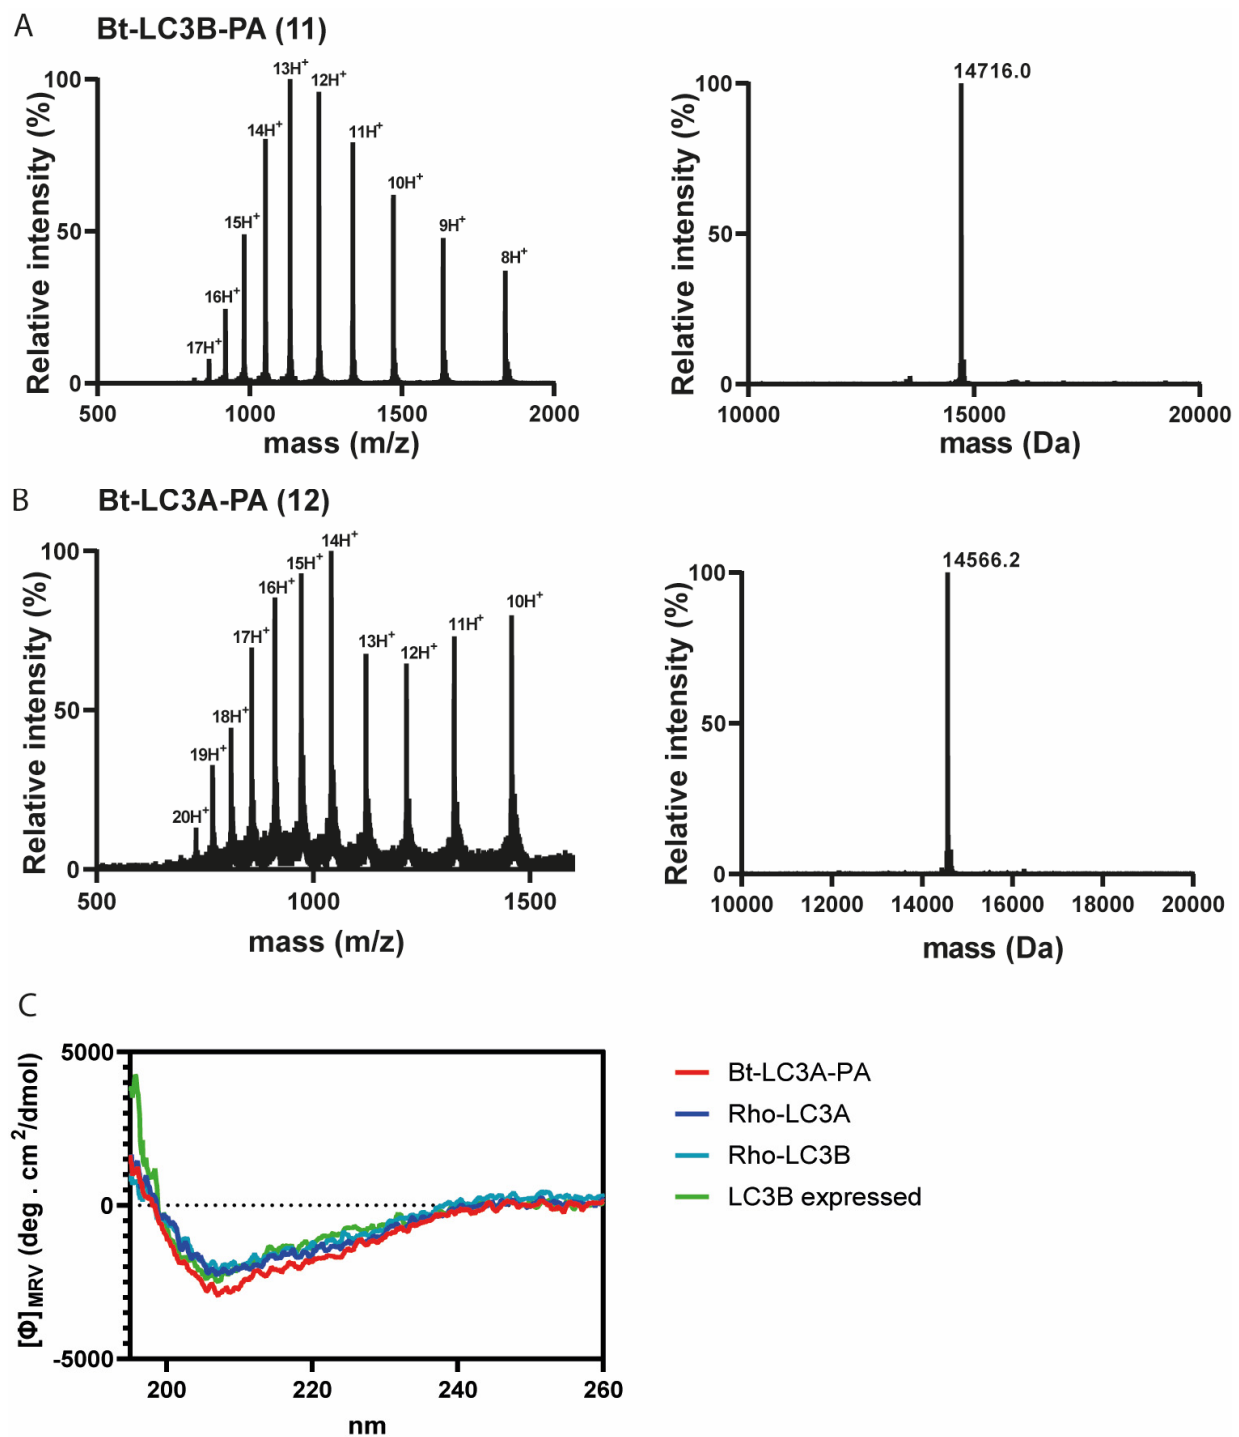 A
Bt-LC3B-PA (11)
Relative intensity (%)
100
50
0
17H+
16H+
15H+
14H+
13H+
12H+
11H+
10H+
9H+
8H+
500 1000 1500 2000
mass (m/z)
Relative intensity (%)
100
50
0
14716.0
10000 15000 20000
mass (Da)
B
Bt-LC3A-PA (12)
Relative intensity (%)
100
50
0
20H+
19H+
18H+
17H+
16H+
15H+
14H+
13H+
12H+
11H+
10H+
500 1000 1500
mass (m/z)
Relative intensity (%)
100
50
0
14566.2
10000 12000 14000 16000 18000 20000
mass (Da)
C
[Φ]MRV (deg . cm2/dmol)
5000
0
-5000
200 220 240 260
nm
Bt-LC3A-PA
Rho-LC3A
Rho-LC3B
LC3B expressed